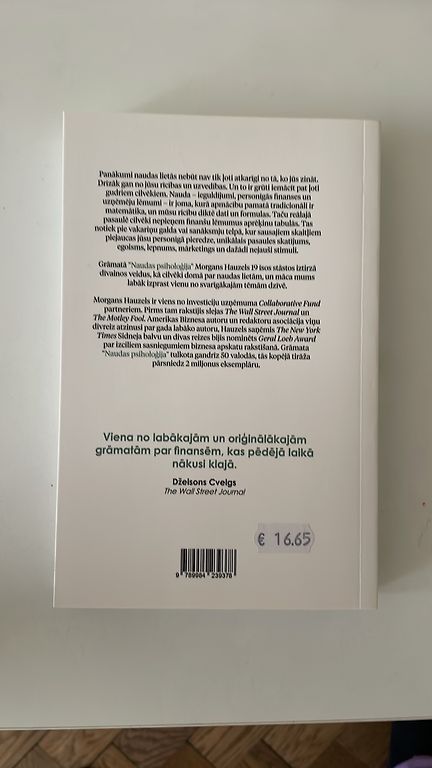 Panākumi naudas lietās nebūt nav tik ļoti atkarīgi no tā, ko jūs zināt.
Drīzāk gan no jūsu rīcības un uzvedības. Un to ir grūti iemācīt pat ļoti
gudriem cilvēkiem. Nauda – ieguldījumi, personīgās finanses un
uzņēmēju lēmumi – ir joma, kurā apmācību pamatā tradicionāli ir
matemātika, un mūsu rīcību diktē dati un formulas. Taču reālajā
pasaulē cilvēki nepieņem finanšu lēmumus aprēķinu tabulās. Tas
notiek pie vakariņu galda vai sanāksmju telpā, kur sausajiem skaitļiem
piejaucas jūsu personīgā pieredze, unikālais pasaules skatījums,
egoisms, lepnums, mārketings un dažādi nejauši stimuli.
Grāmatā "Naudas psiholoģija" Morgans Hauzels 19 īsos stāstos iztirzā
dīvainos veidus, kā cilvēki domā par naudas lietām, un māca mums
labāk izprast vienu no svarīgākajām tēmām dzīvē.
Morgans Hauzels ir viens no investīciju uzņēmuma Collaborative Fund
partneriem. Pirms tam rakstījis slejas The Wall Street Journal un
The Motley Fool. Amerikas Biznesa autoru un redaktoru asociācija viņu
divreiz atzinusi par gada labāko autoru, Hauzels saņēmis The New York
Times Sidneja balvu un divas reizes bijis nominēts Geral Loeb Award
par izciliem sasniegumiem biznesa apskatu rakstīšanā. Grāmata
"Naudas psiholoģija" tulkota gandrīz 50 valodās, tās kopējā tirāža
pārsniedz 2 miljonus eksemplāru.
Viena no labākajām un oriģinālākajām
grāmatām par finansēm, kas pēdējā laikā
nākusi klajā.
Džeisons Cveigs
The Wall Street Journal
€ 16.65
9 789984 239378